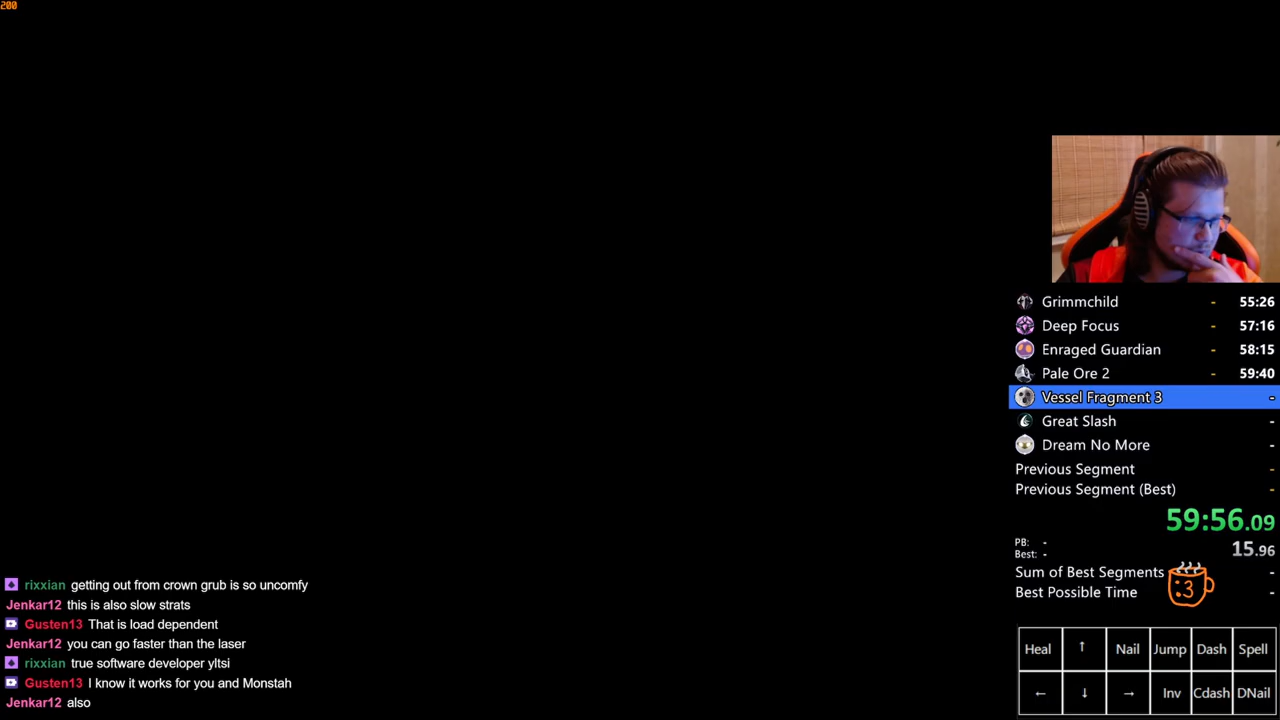 200
Grimmchild - 55:26
Deep Focus - 57:16
Enraged Guardian - 58:15
Pale Ore 2 - 59:40
Vessel Fragment 3 -
Great Slash -
Dream No More -
Previous Segment -
Previous Segment (Best) -
59:56.09
PB: - 15.96
Best: -
Sum of Best Segments -
Best Possible Time -
:3
rixxian getting out from crown grub is so uncomfy
Jenkar12 this is also slow strats
Gusten13 That is load dependent
Jenkar12 you can go faster than the laser
rixxian true software developer yltsi
Gusten13 I know it works for you and Monstah
Jenkar12 also
Heal ↑ Nail Jump Dash Spell
← ↓ → Inv Cdash DNail